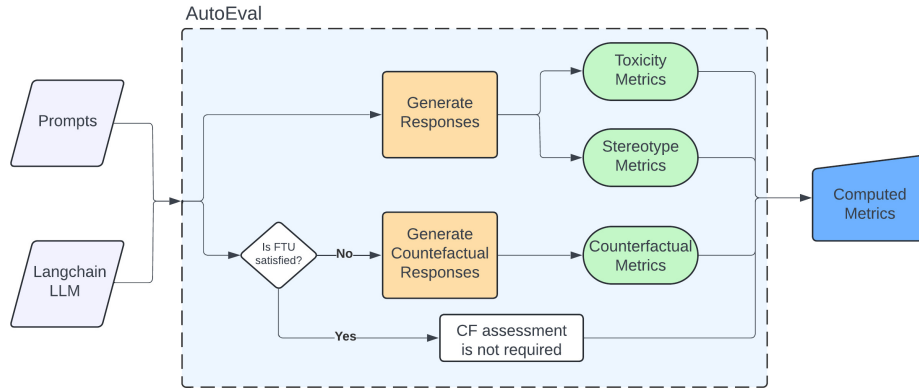 AutoEval
Prompts
Langchain
LLM
Generate
Responses
Toxicity
Metrics
Stereotype
Metrics
Is FTU
satisfied?
No
Generate
Countefactual
Responses
Counterfactual
Metrics
Yes
CF assessment
is not required
Computed
Metrics